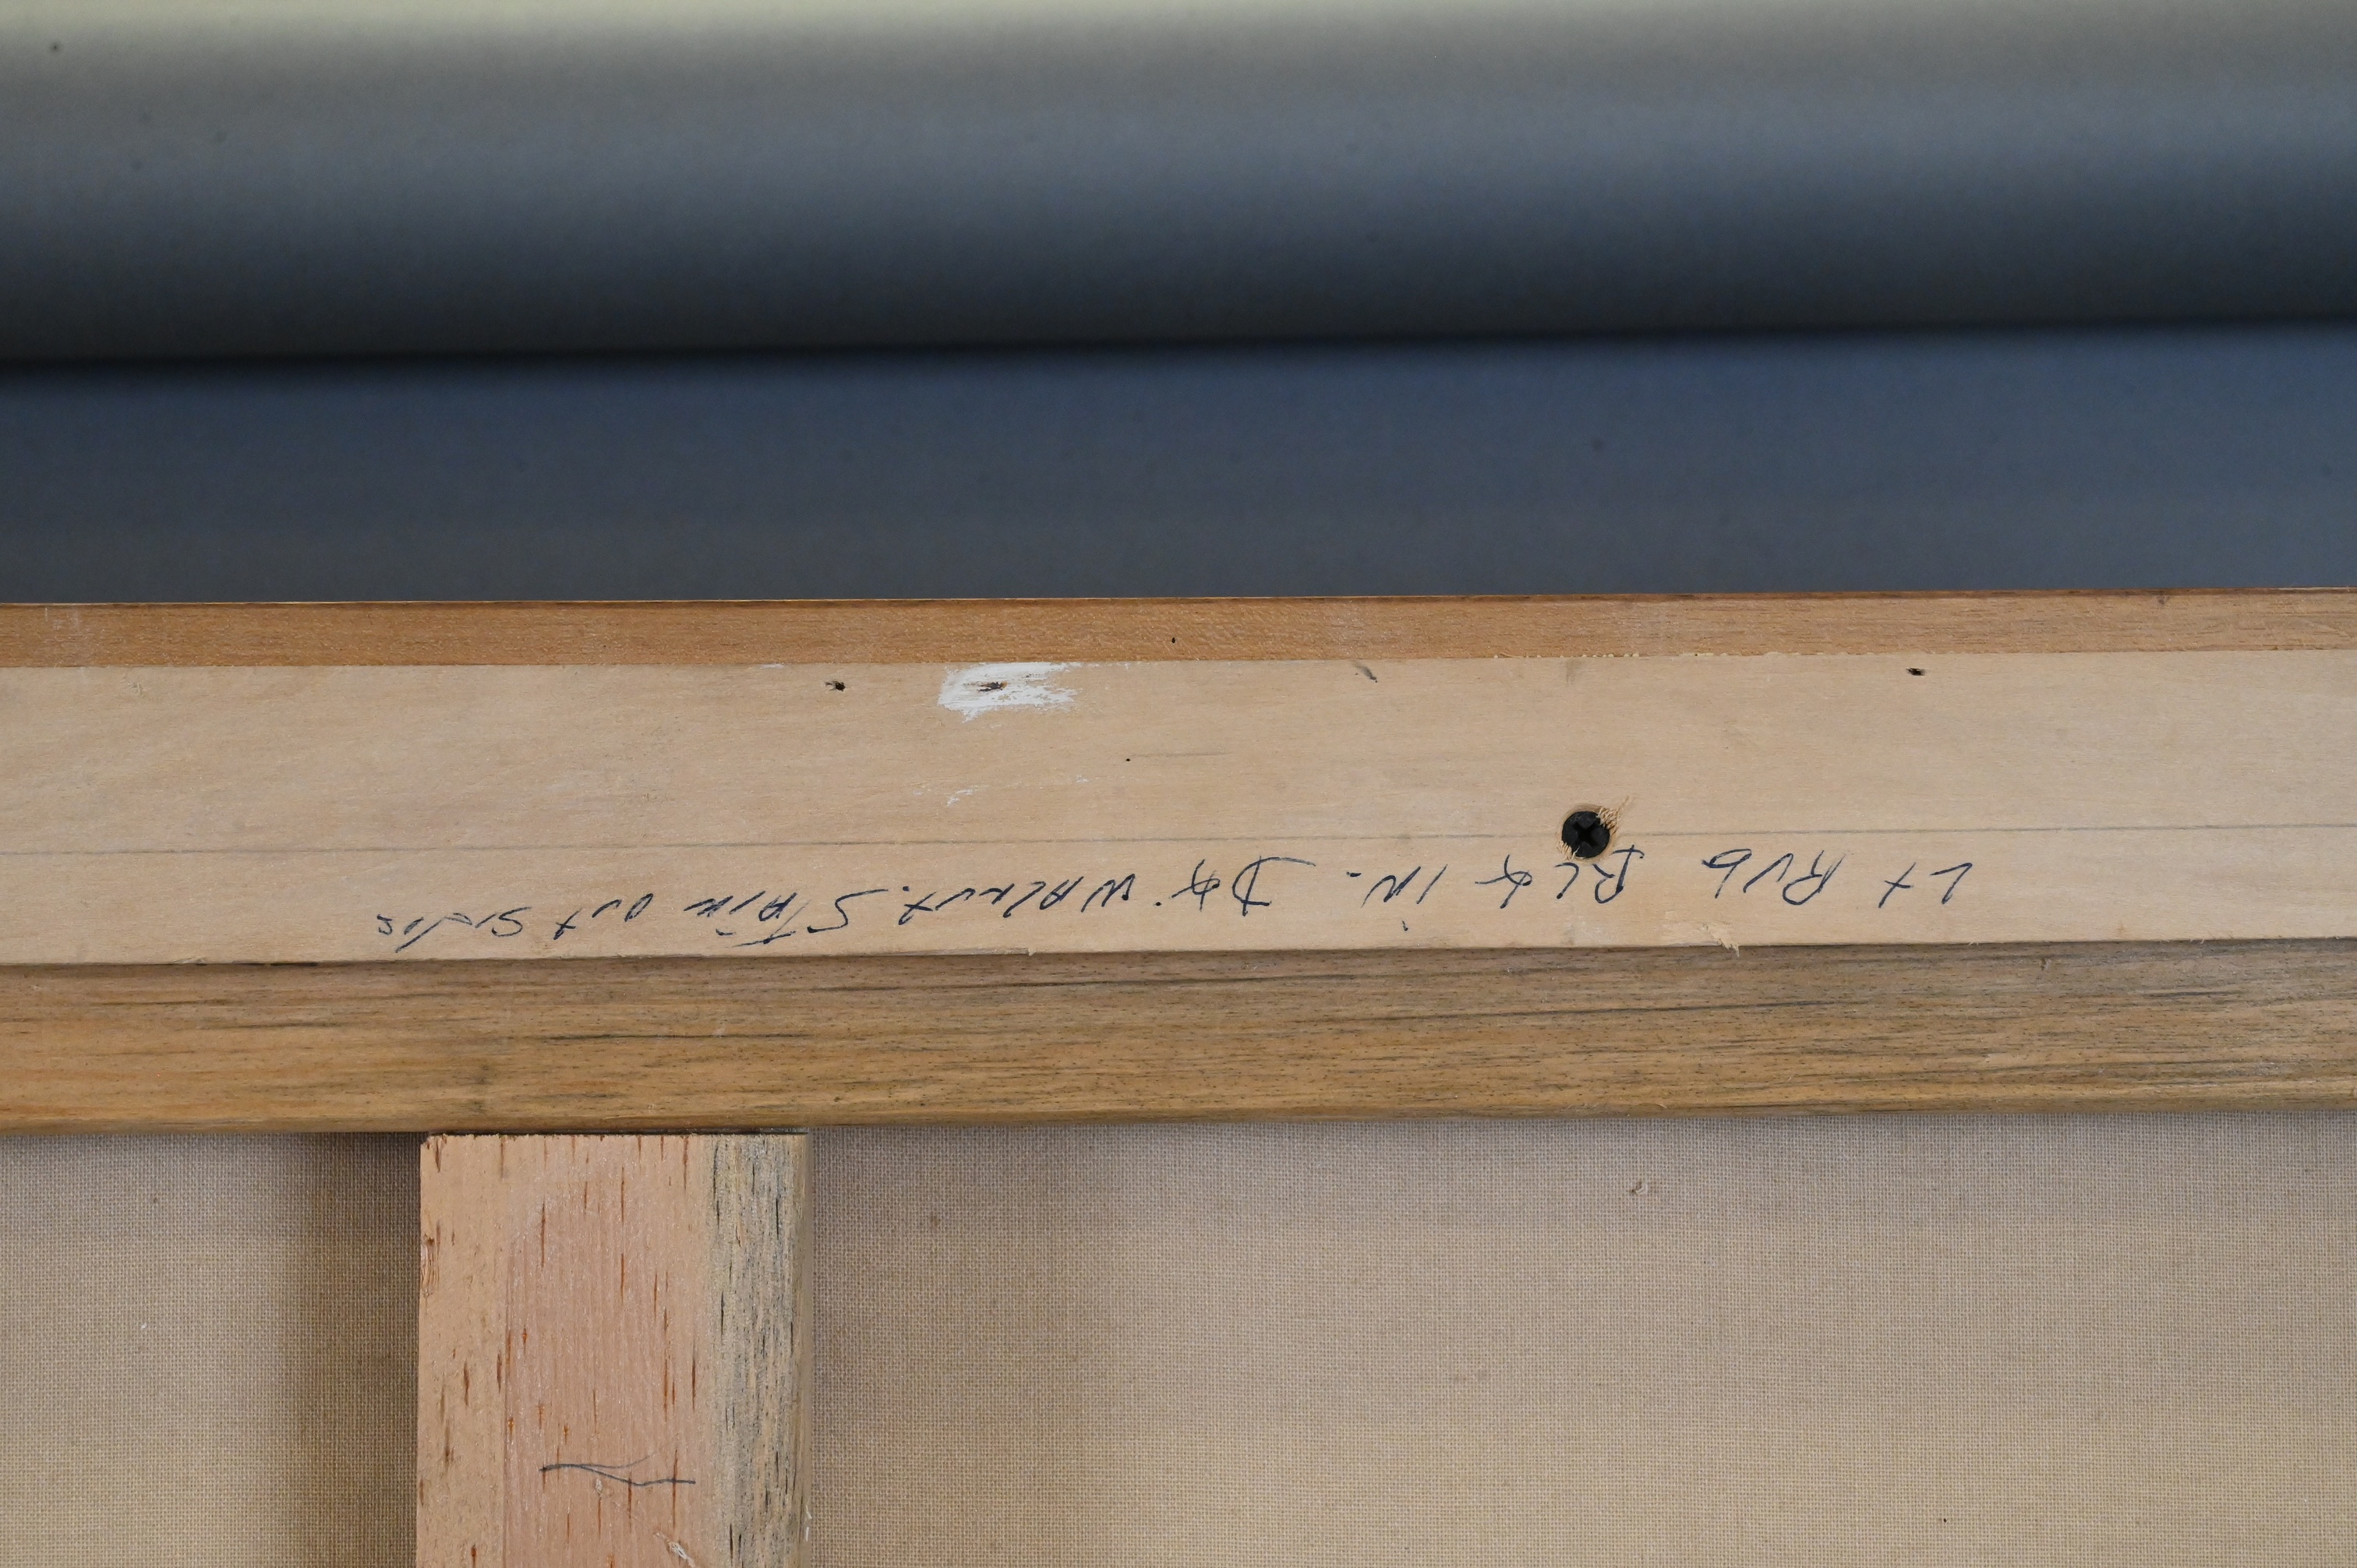 Lt RUb BLK IN. DK. WALNUT. STAIN Out Sides